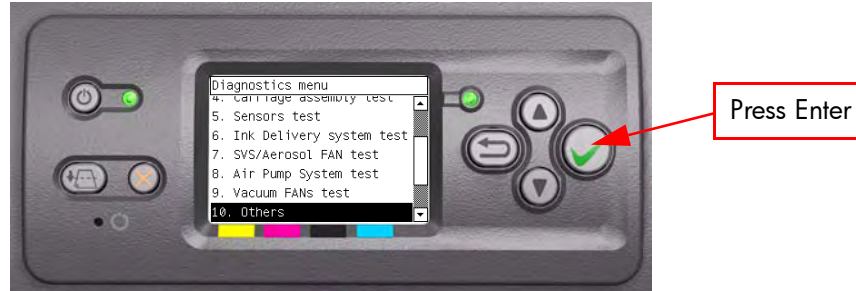 Diagnostics menu
4. Carriage assembly test
5. Sensors test
6. Ink Delivery system test
7. SVS/Aerosol FAN test
8. Air Pump System test
9. Vacuum FANs test
10. Others
Press Enter